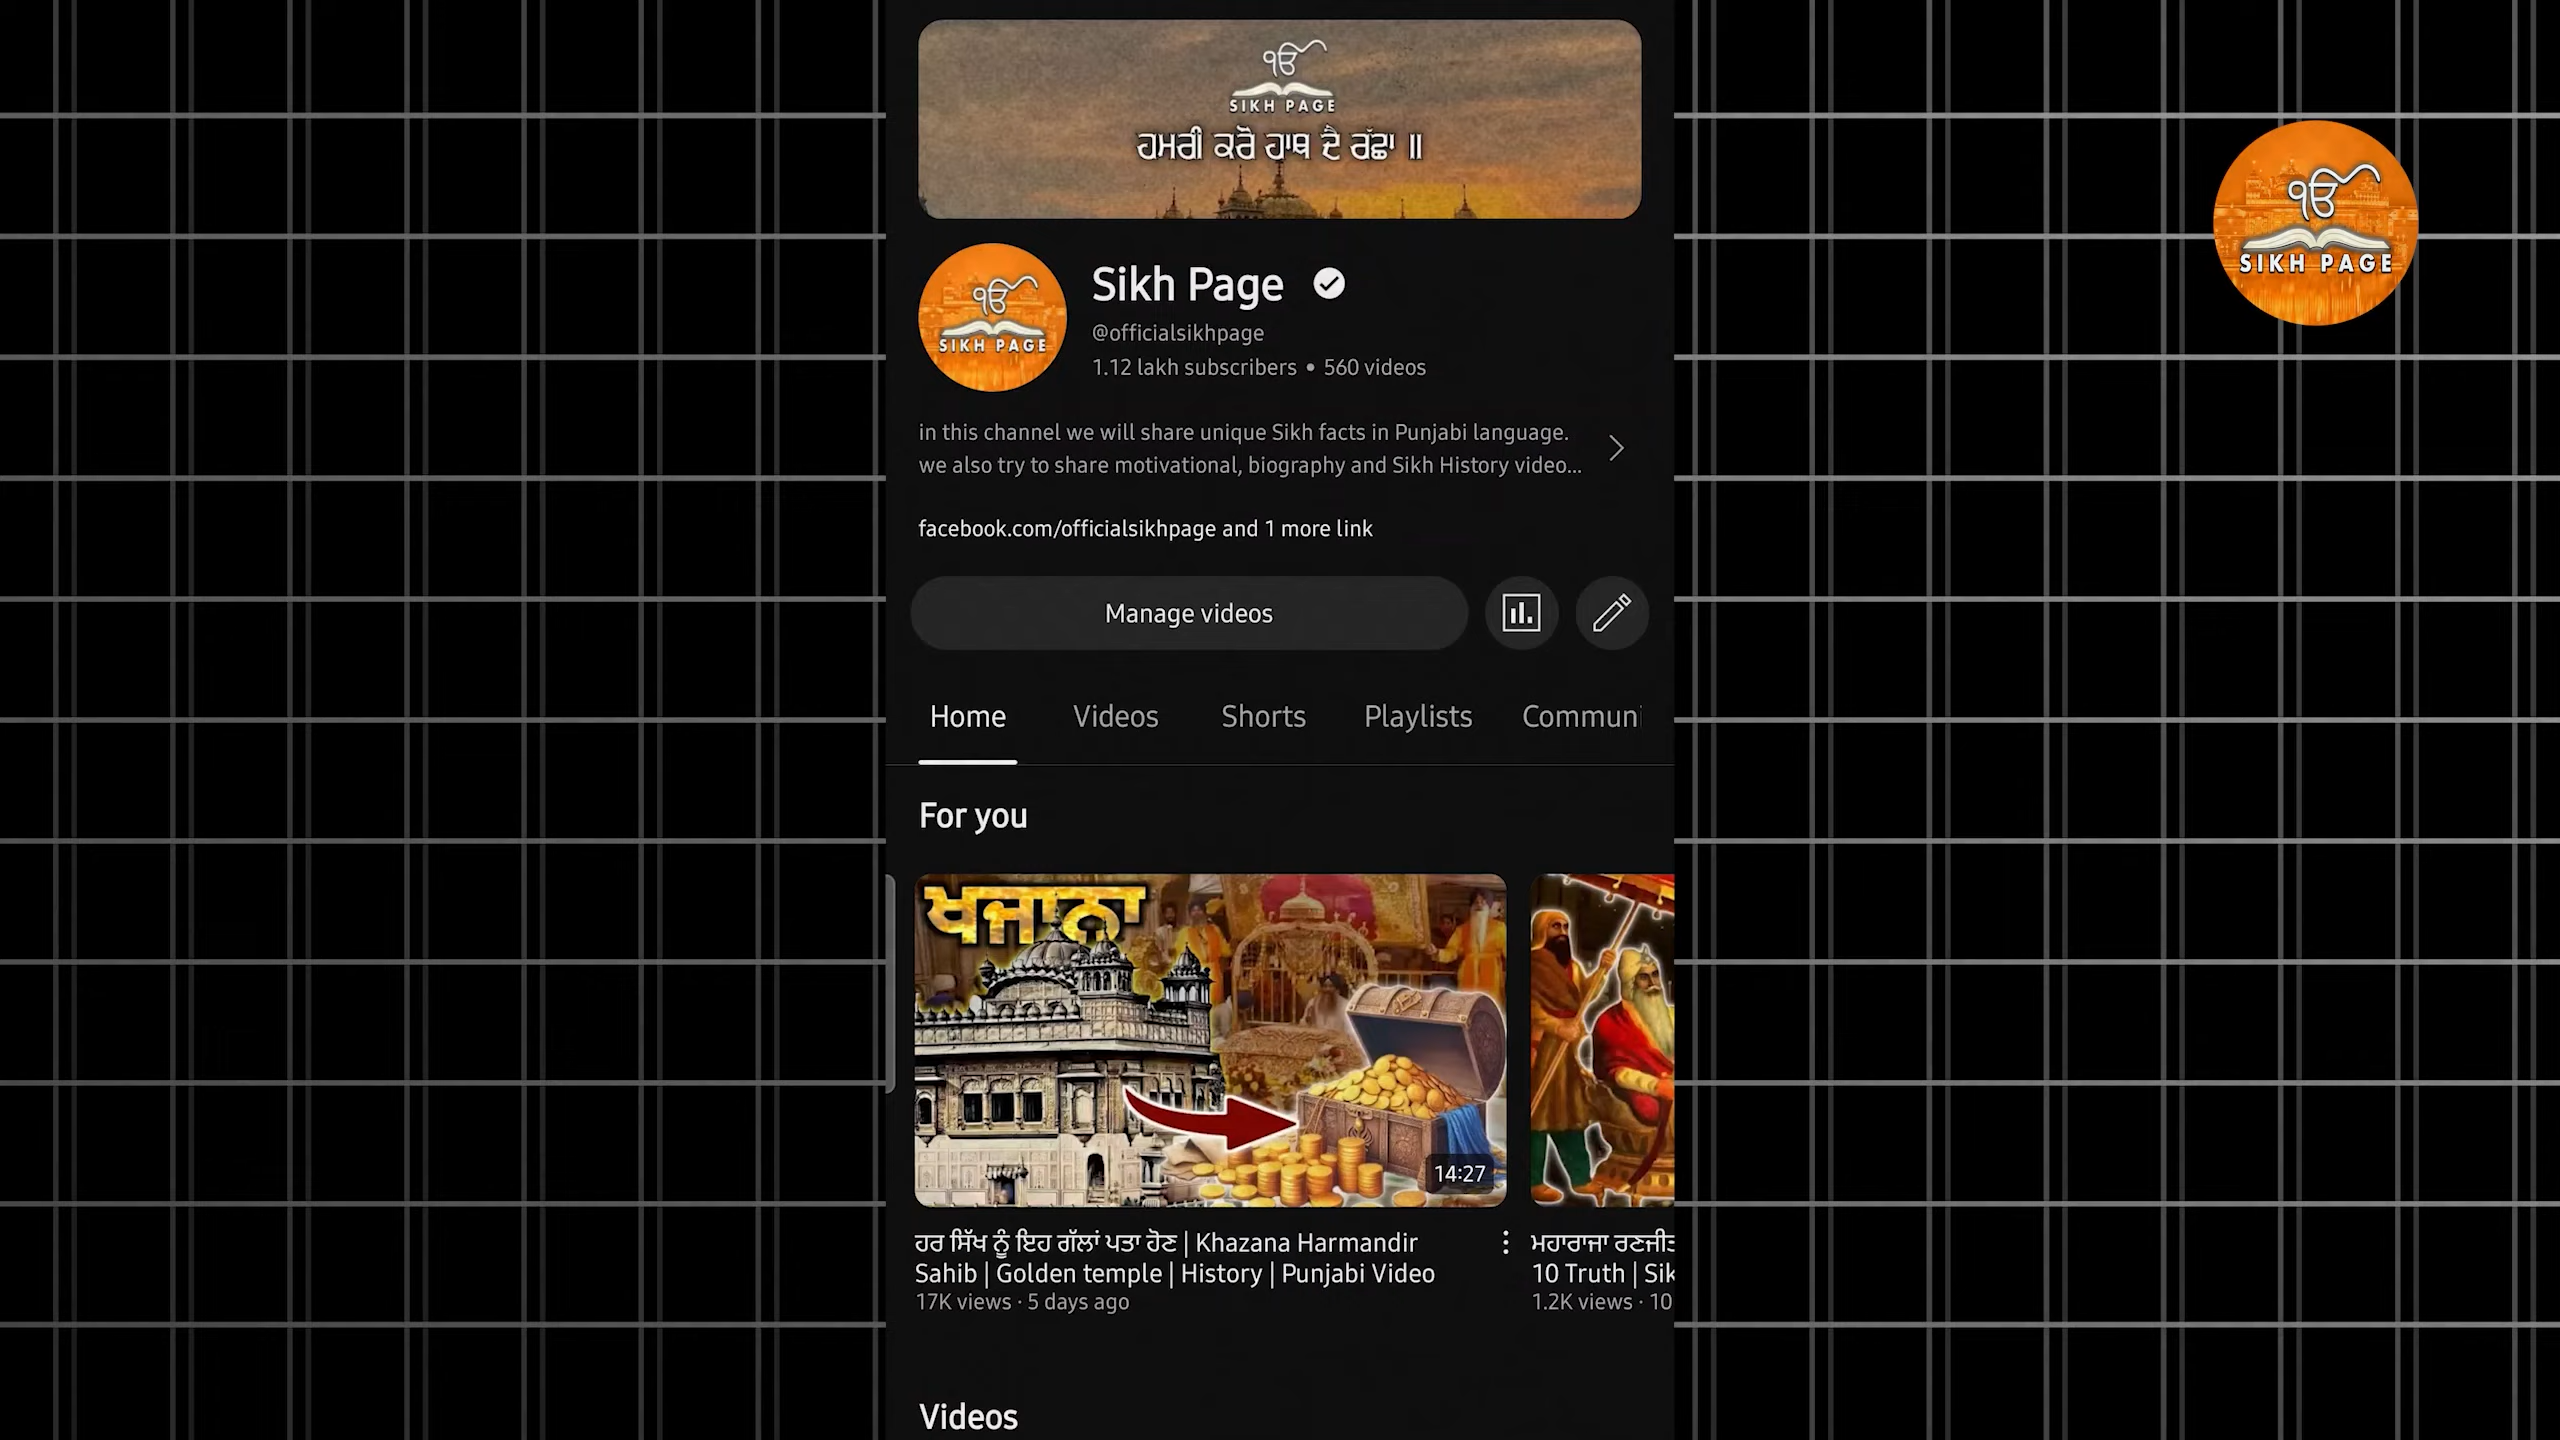 ੴ
SIKH PAGE
ਹਮਰੀ ਕਰੋ ਹਾਥ ਦੈ ਰੱਛਾ ॥
ੴ
SIKH PAGE
Sikh Page
@officialsikhpage
1.12 lakh subscribers • 560 videos
ੴ
SIKH PAGE
in this channel we will share unique Sikh facts in Punjabi language.
we also try to share motivational, biography and Sikh History video...
facebook.com/officialsikhpage and 1 more link
Manage videos
Home Videos Shorts Playlists Communi
For you
ਖਜਾਨਾ
14:27
ਹਰ ਸਿੱਖ ਨੂੰ ਇਹ ਗੱਲਾਂ ਪਤਾ ਹੋਣ | Khazana Harmandir
Sahib | Golden temple | History | Punjabi Video
17K views · 5 days ago
ਮਹਾਰਾਜਾ ਰਣਜੀਤ
10 Truth | Sik
1.2K views · 10
Videos